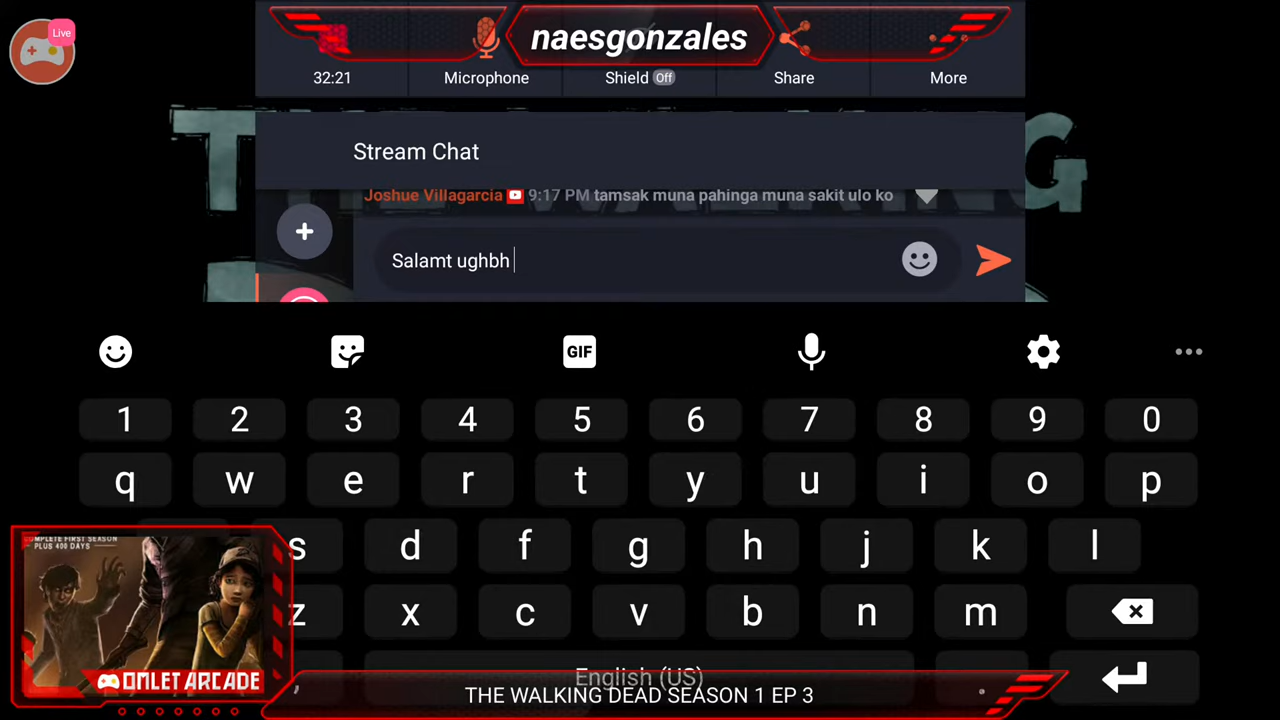 Live
naesgonzales
32:21
Microphone
Shield Off
Share
More
Stream Chat
Joshue Villagarcia 9:17 PM tamsak muna pahinga muna sakit ulo ko
Salamt ughbh
GIF
1 2 3 4 5 6 7 8 9 0
q w e r t y u i o p
s d f g h j k l
z x c v b n m
, English (US) .
COMPLETE FIRST SEASON
PLUS 400 DAYS
OMLET ARCADE
THE WALKING DEAD SEASON 1 EP 3